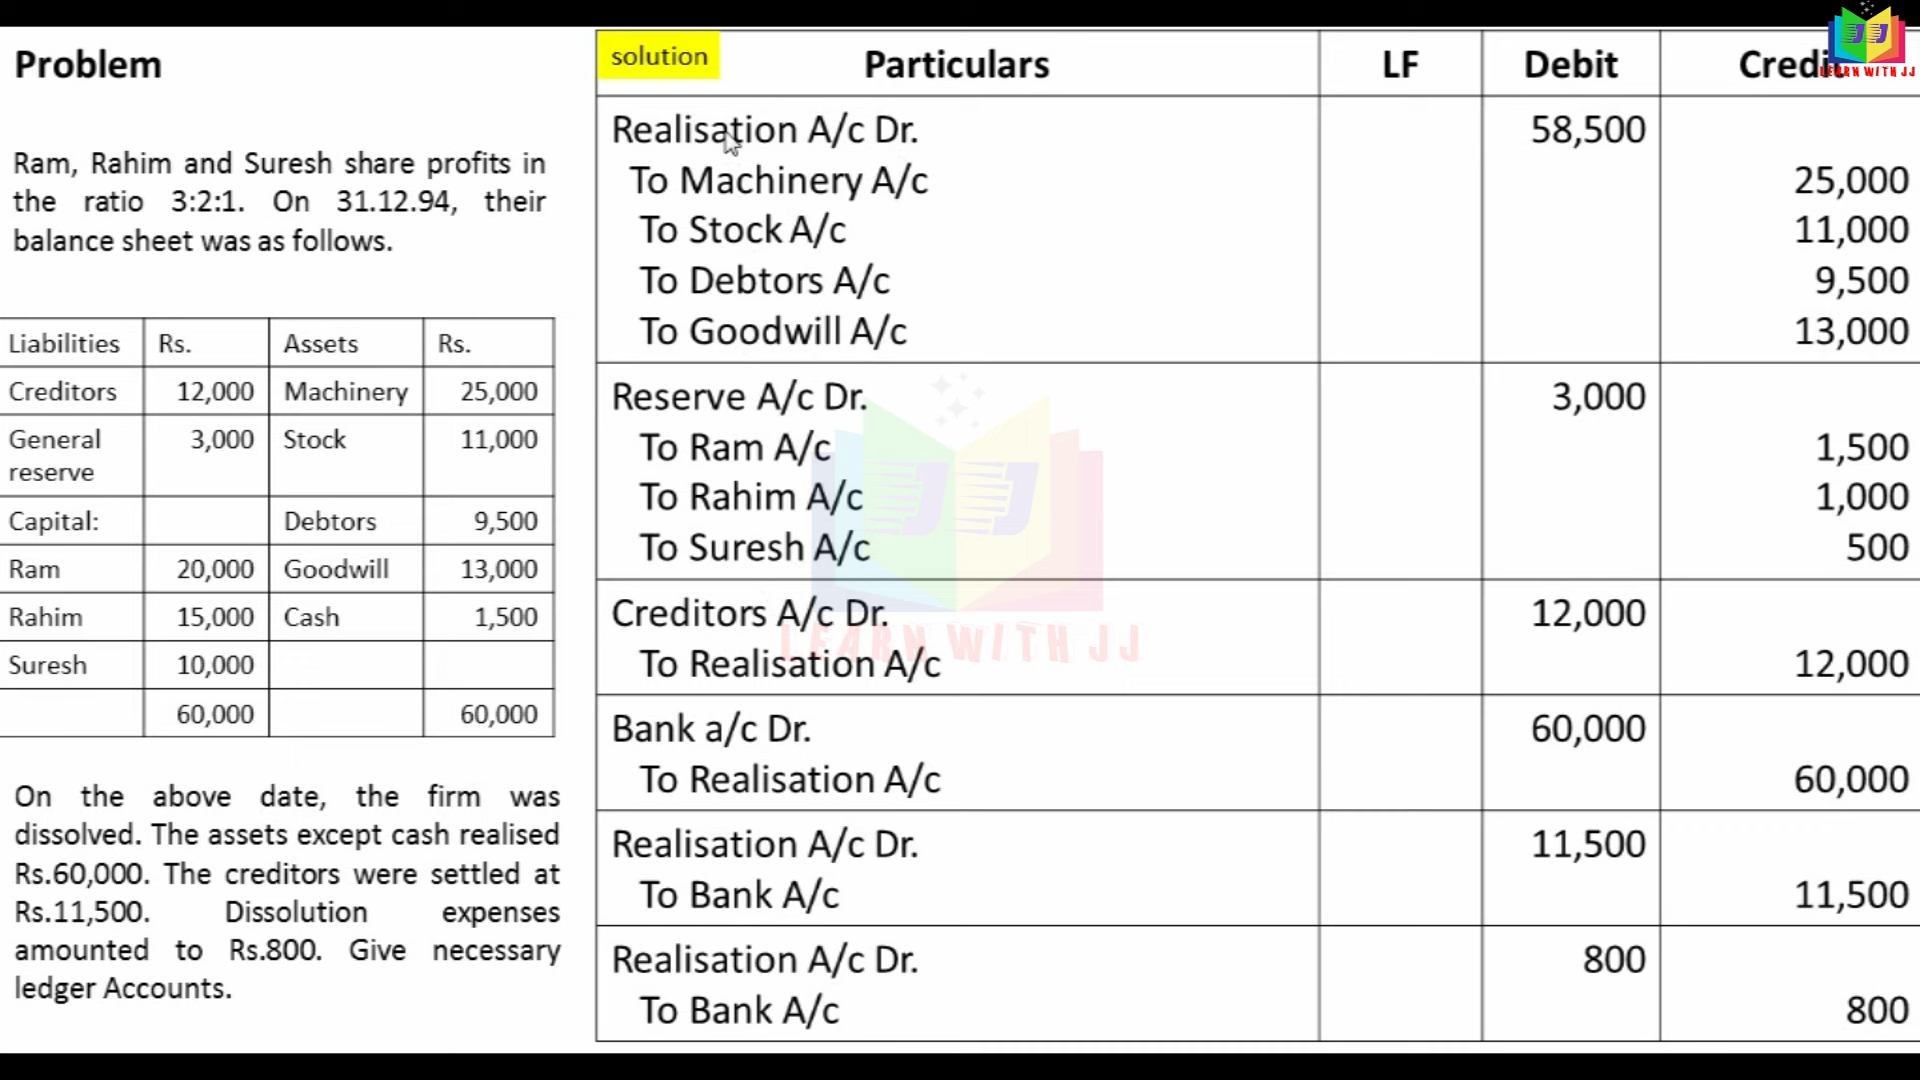 Problem
Ram, Rahim and Suresh share profits in
the ratio 3:2:1. On 31.12.94, their
balance sheet was as follows.
Liabilities Rs. Assets Rs.
Creditors 12,000 Machinery 25,000
General reserve 3,000 Stock 11,000
Capital: Debtors 9,500
Ram 20,000 Goodwill 13,000
Rahim 15,000 Cash 1,500
Suresh 10,000
60,000 60,000
On the above date, the firm was
dissolved. The assets except cash realised
Rs.60,000. The creditors were settled at
Rs.11,500. Dissolution expenses
amounted to Rs.800. Give necessary
ledger Accounts.
solution Particulars LF Debit Credit
Realisation A/c Dr. 58,500
To Machinery A/c 25,000
To Stock A/c 11,000
To Debtors A/c 9,500
To Goodwill A/c 13,000
Reserve A/c Dr. 3,000
To Ram A/c 1,500
To Rahim A/c 1,000
To Suresh A/c 500
Creditors A/c Dr. 12,000
To Realisation A/c 12,000
Bank a/c Dr. 60,000
To Realisation A/c 60,000
Realisation A/c Dr. 11,500
To Bank A/c 11,500
Realisation A/c Dr. 800
To Bank A/c 800
JJ
LEARN WITH JJ
JJ
LEARN WITH JJ